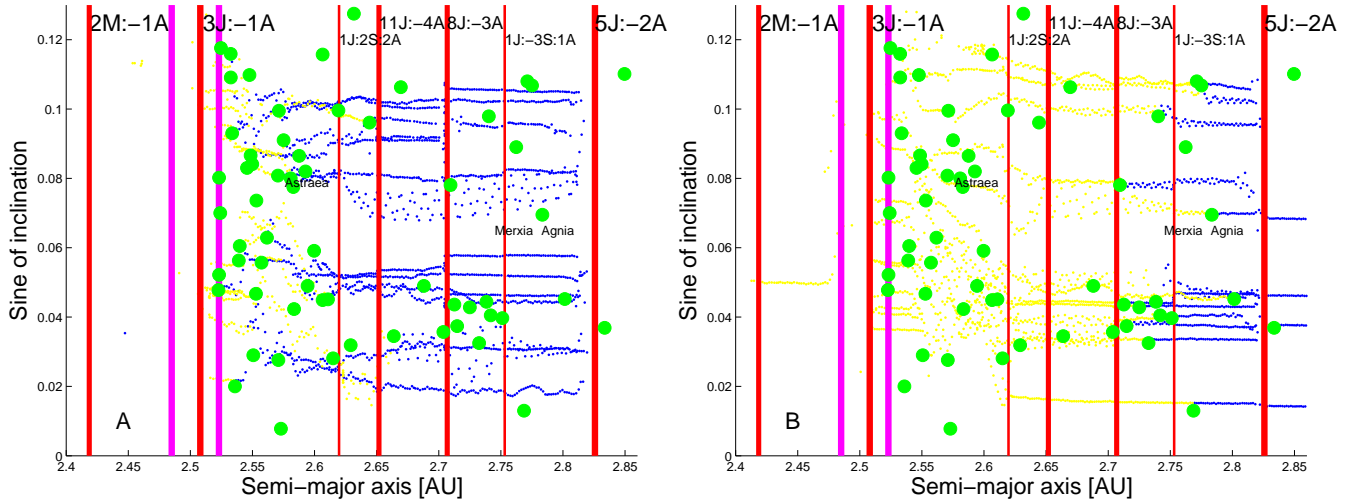 2M:−1A 3J:−1A 11J:−4A 8J:−3A 5J:−2A
1J:2S:2A 1J:−3S:1A
0.12
0.1
0.08
0.06
0.04
0.02
0
Sine of inclination
Astraea
Merxia Agnia
A
2.4 2.45 2.5 2.55 2.6 2.65 2.7 2.75 2.8 2.85
Semi−major axis [AU]
2M:−1A 3J:−1A 11J:−4A 8J:−3A 5J:−2A
1J:2S:2A 1J:−3S:1A
0.12
0.1
0.08
0.06
0.04
0.02
0
Sine of inclination
Astraea
Merxia Agnia
B
2.4 2.45 2.5 2.55 2.6 2.65 2.7 2.75 2.8 2.85
Semi−major axis [AU]